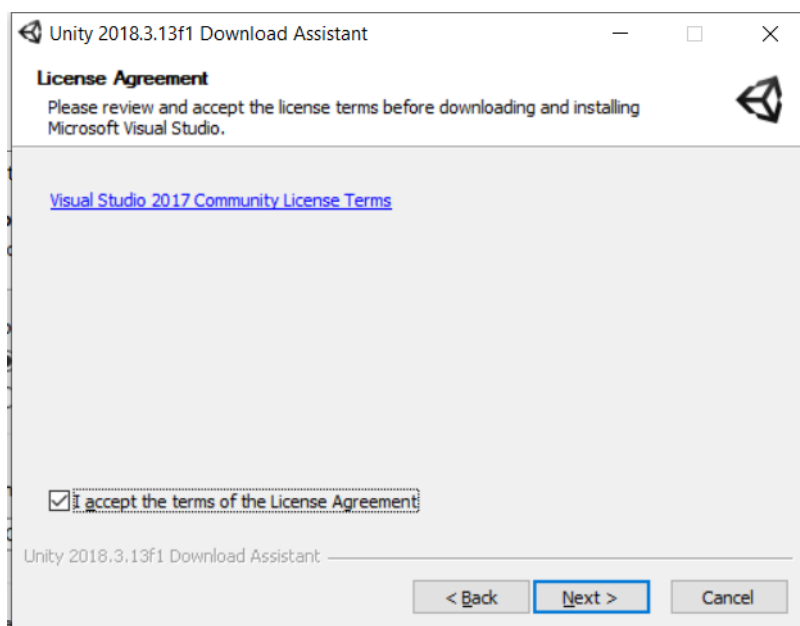 Unity 2018.3.13f1 Download Assistant
License Agreement
Please review and accept the license terms before downloading and installing
Microsoft Visual Studio.
Visual Studio 2017 Community License Terms
I accept the terms of the License Agreement
Unity 2018.3.13f1 Download Assistant
< Back
Next >
Cancel